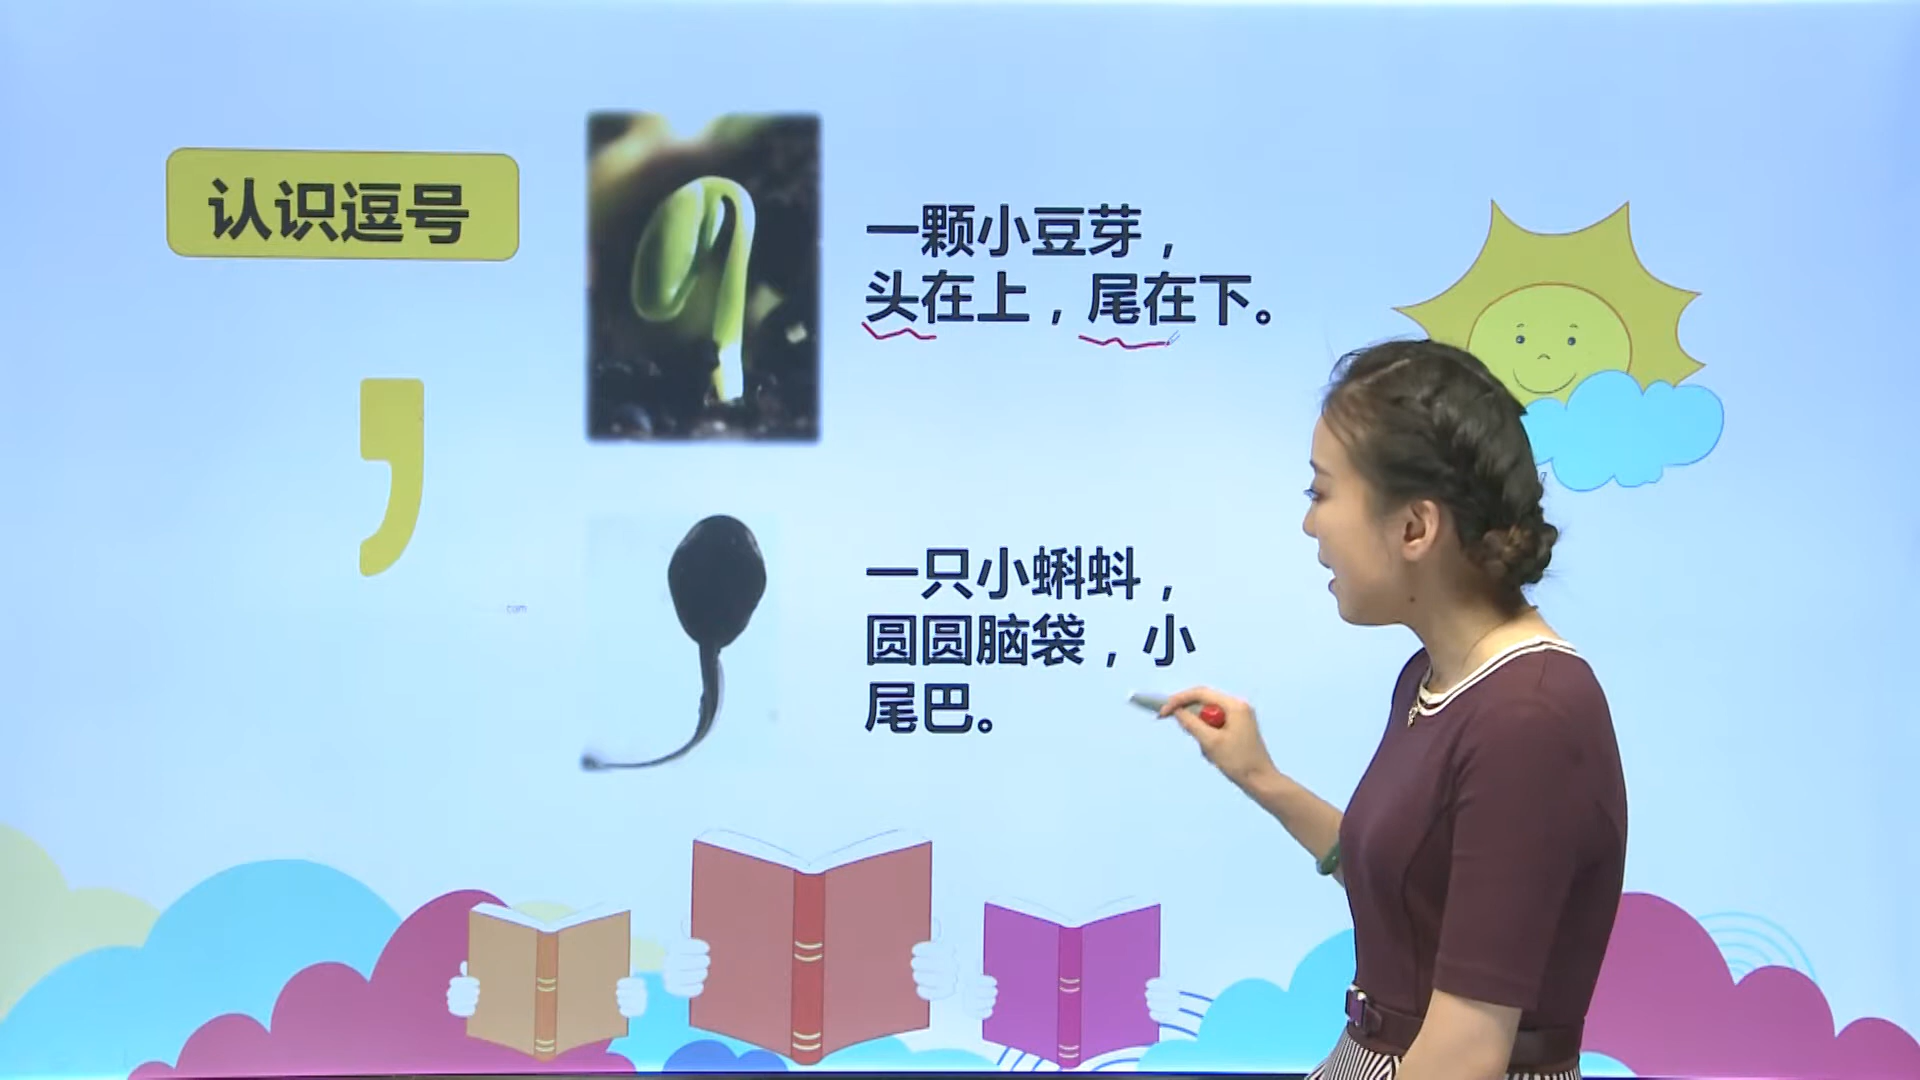 认识逗号
，
一颗小豆芽，
头在上，尾在下。
一只小蝌蚪，
圆圆脑袋，小
尾巴。
com